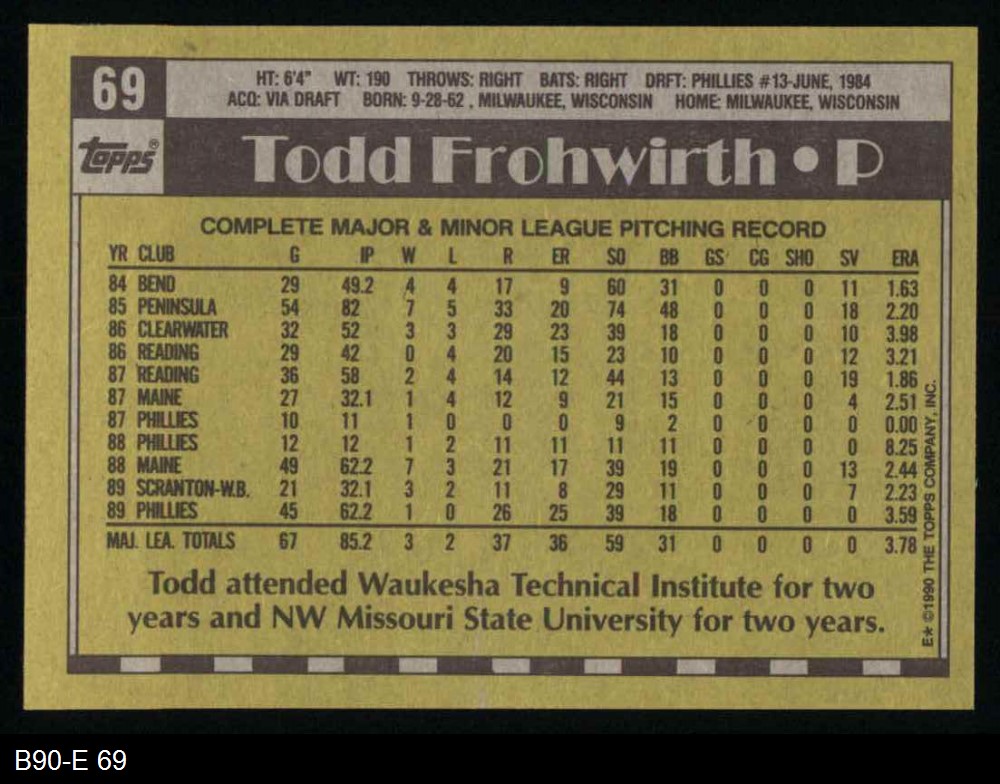 69
HT: 6'4" WT: 190 THROWS: RIGHT BATS: RIGHT DRFT: PHILLIES #13-JUNE, 1984
ACQ: VIA DRAFT BORN: 9-28-62 , MILWAUKEE, WISCONSIN HOME: MILWAUKEE, WISCONSIN
topps®
Todd Frohwirth • P
COMPLETE MAJOR & MINOR LEAGUE PITCHING RECORD
YR CLUB G IP W L R ER SO BB GS CG SHO SV ERA
84 BEND 29 49.2 4 4 17 9 60 31 0 0 0 11 1.63
85 PENINSULA 54 82 7 5 33 20 74 48 0 0 0 18 2.20
86 CLEARWATER 32 52 3 3 29 23 39 18 0 0 0 10 3.98
86 READING 29 42 0 4 20 15 23 10 0 0 0 12 3.21
87 READING 36 58 2 4 14 12 44 13 0 0 0 19 1.86
87 MAINE 27 32.1 1 4 12 9 21 15 0 0 0 4 2.51
87 PHILLIES 10 11 1 0 0 0 9 2 0 0 0 0 0.00
88 PHILLIES 12 12 1 2 11 11 11 11 0 0 0 0 8.25
88 MAINE 49 62.2 7 3 21 17 39 19 0 0 0 13 2.44
89 SCRANTON-W.B. 21 32.1 3 2 11 8 29 11 0 0 0 7 2.23
89 PHILLIES 45 62.2 1 0 26 25 39 18 0 0 0 0 3.59
MAJ. LEA. TOTALS 67 85.2 3 2 37 36 59 31 0 0 0 0 3.78
Todd attended Waukesha Technical Institute for two
years and NW Missouri State University for two years.
E* ©1990 THE TOPPS COMPANY, INC.
B90-E 69